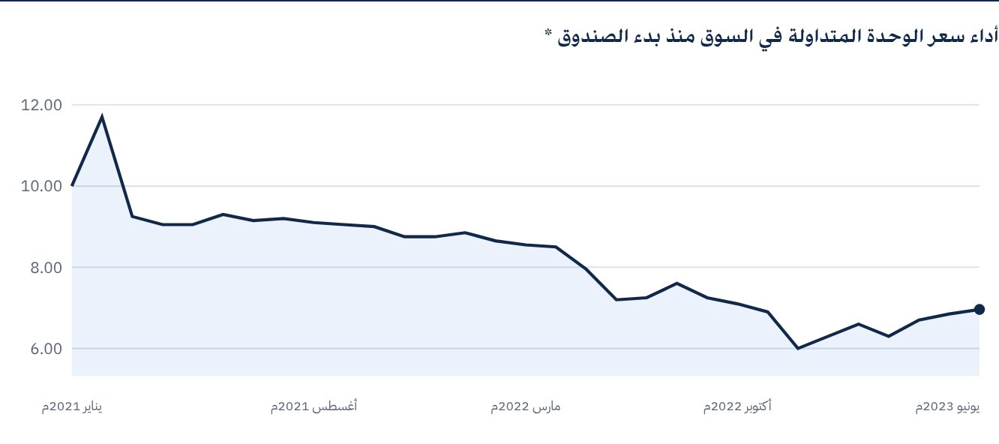 أداء سعر الوحدة المتداولة في السوق منذ بدء الصندوق *
12.00
10.00
8.00
6.00
يناير 2021م
أغسطس 2021م
مارس 2022م
أكتوبر 2022م
يونيو 2023م